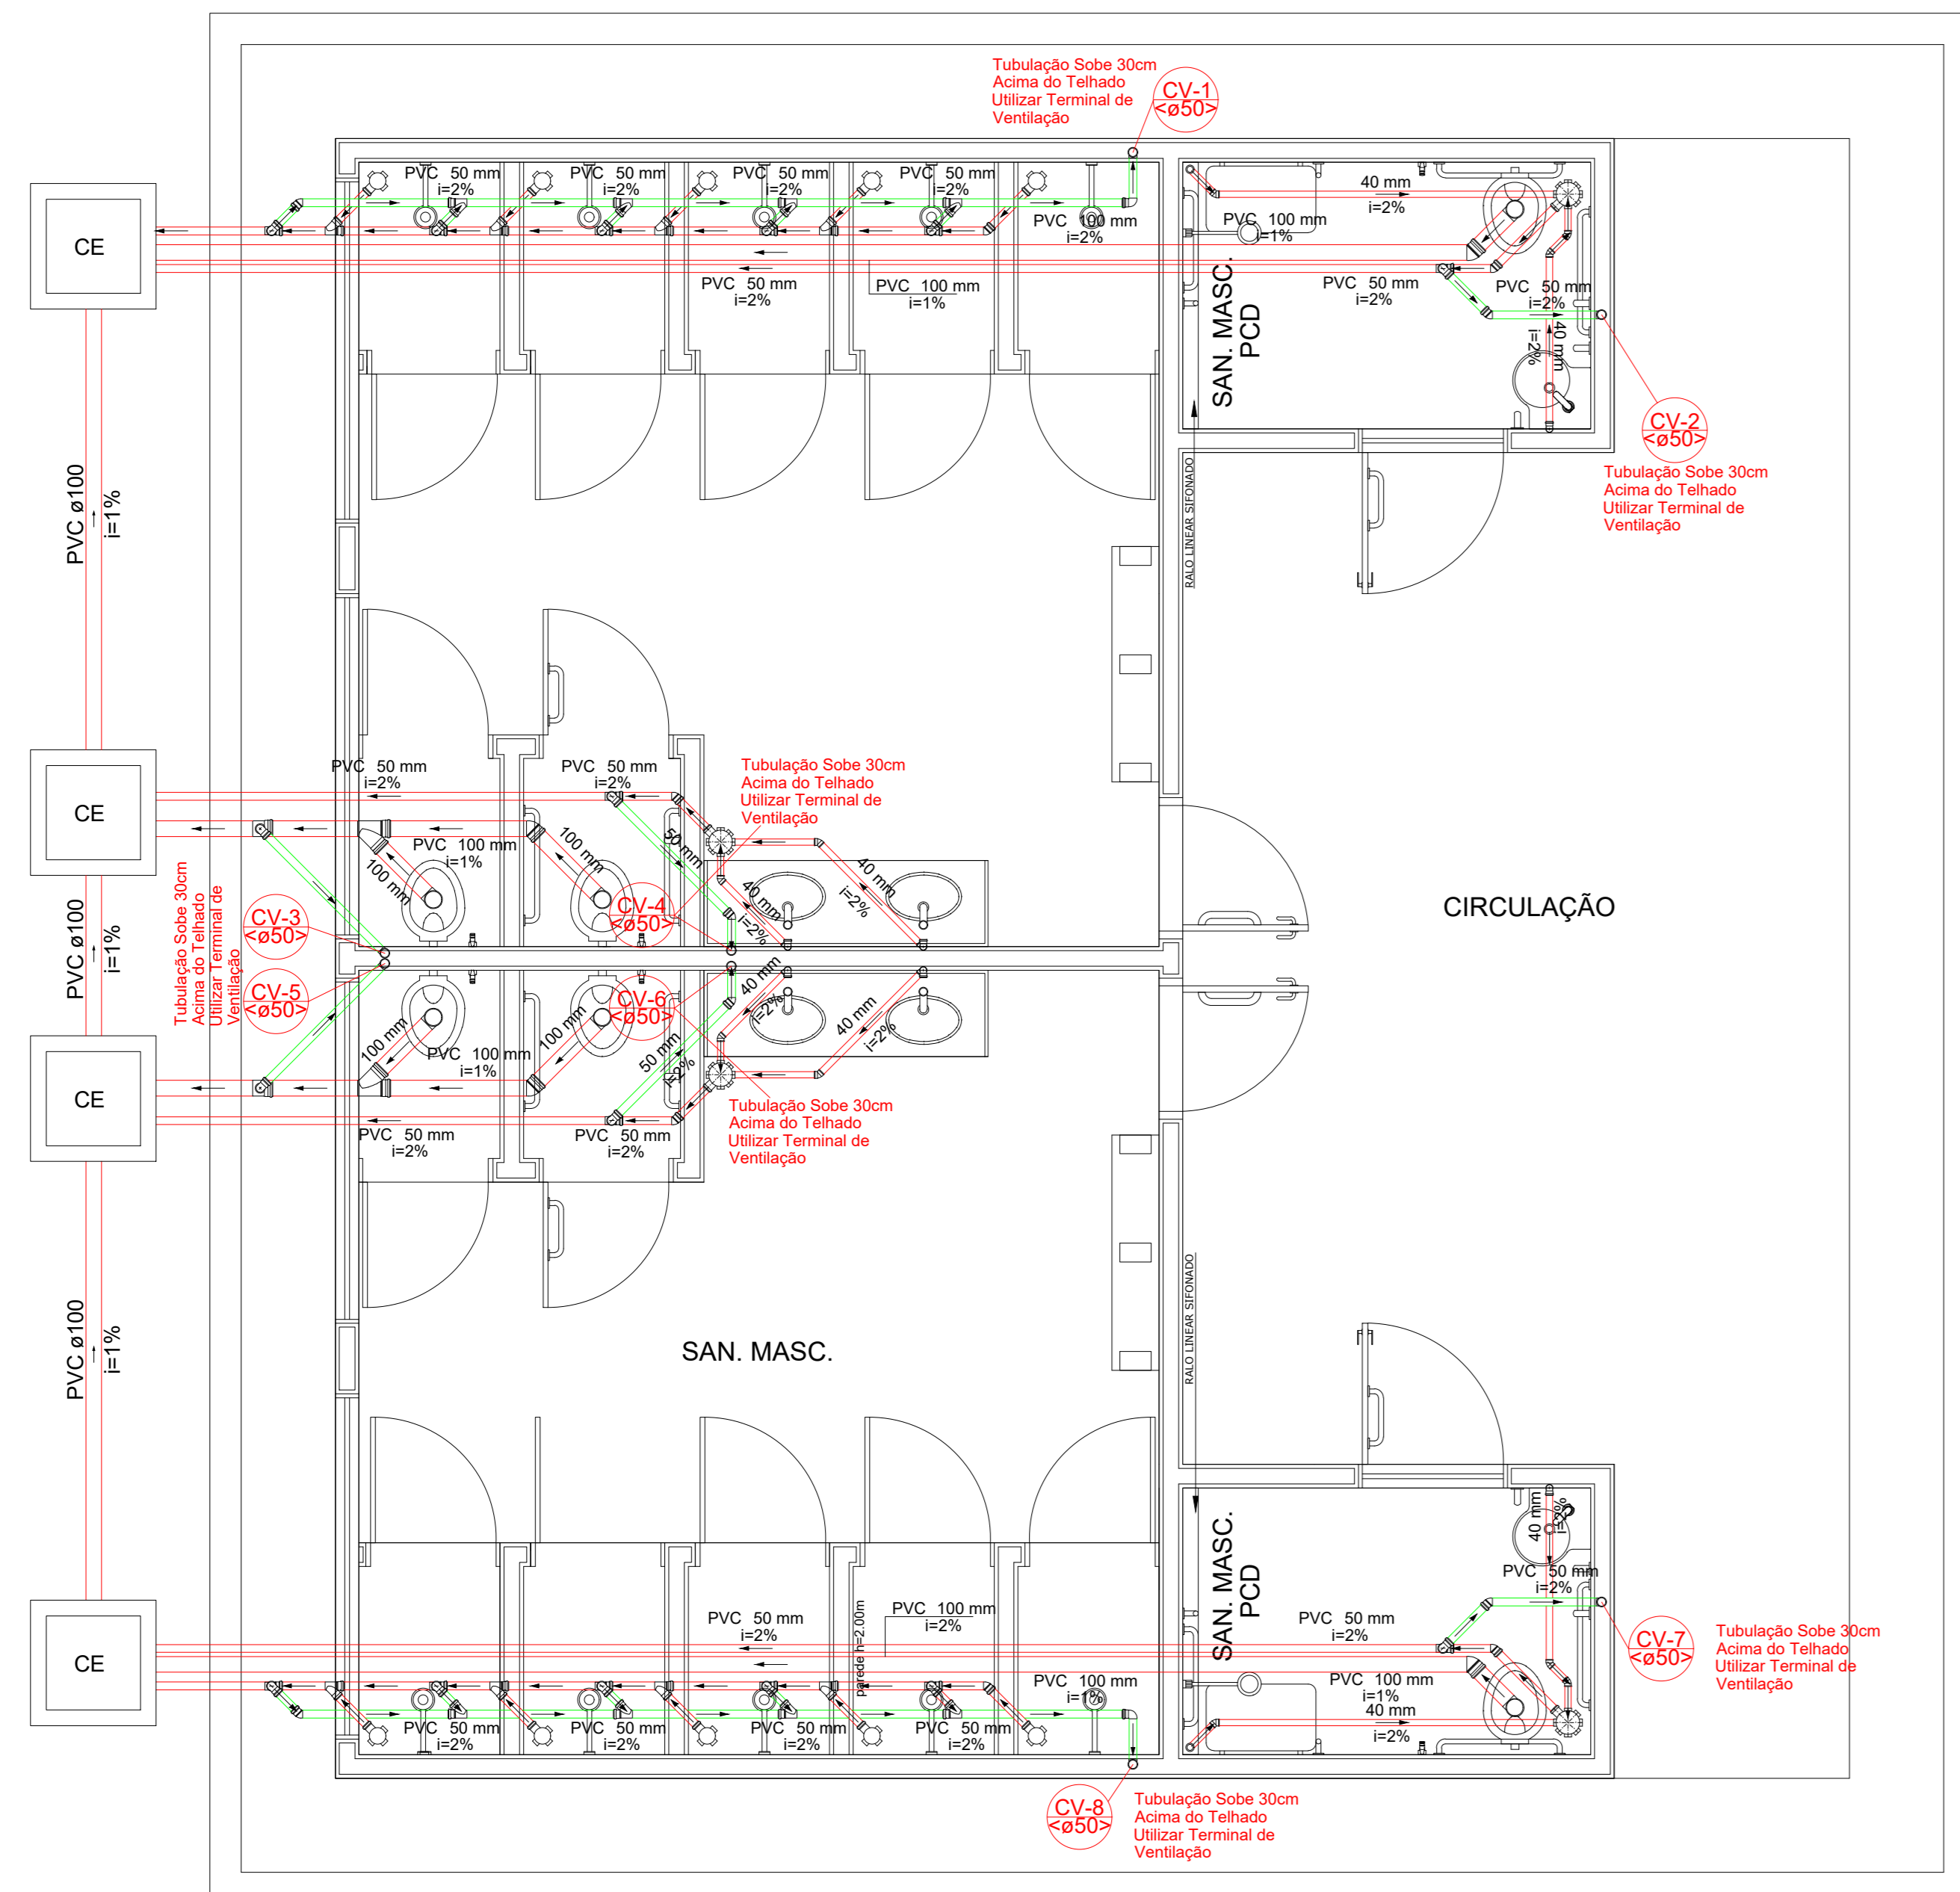 Tubulação Sobe 30cm
Acima do Telhado
Utilizar Terminal de
Ventilação
CV-1
<ø50>
PVC 50 mm
i=2%
PVC 50 mm
i=2%
PVC 50 mm
i=2%
PVC 50 mm
i=2%
PVC 100 mm
i=2%
PVC 100 mm
i=1%
40 mm
i=2%
CE
PVC 50 mm
i=2%
PVC 100 mm
i=1%
SAN. MASC.
PCD
PVC 50 mm
i=2%
PVC 50 mm
i=2%
40 mm
i=2%
CV-2
<ø50>
Tubulação Sobe 30cm
Acima do Telhado
Utilizar Terminal de
Ventilação
RALO LINEAR SIFONADO
PVC ø100
i=1%
CE
PVC 50 mm
i=2%
PVC 50 mm
i=2%
Tubulação Sobe 30cm
Acima do Telhado
Utilizar Terminal de
Ventilação
PVC 100 mm
i=1%
100 mm
100 mm
50 mm
40 mm
i=2%
40 mm
i=2%
CV-3
<ø50>
CV-4
<ø50>
CIRCULAÇÃO
PVC ø100
i=1%
Tubulação Sobe 30cm
Acima do Telhado
Utilizar Terminal de
Ventilação
CV-5
<ø50>
CV-6
<ø50>
40 mm
i=2%
40 mm
i=2%
100 mm
100 mm
50 mm
i=2%
PVC 100 mm
i=1%
CE
PVC 50 mm
i=2%
PVC 50 mm
i=2%
Tubulação Sobe 30cm
Acima do Telhado
Utilizar Terminal de
Ventilação
PVC ø100
i=1%
SAN. MASC.
RALO LINEAR SIFONADO
40 mm
i=2%
SAN. MASC.
PCD
PVC 50 mm
i=2%
PVC 50 mm
i=2%
PVC 100 mm
i=2%
parede h=2.00m
PVC 50 mm
i=2%
CE
CV-7
<ø50>
Tubulação Sobe 30cm
Acima do Telhado
Utilizar Terminal de
Ventilação
PVC 100 mm
i=1%
PVC 100 mm
i=1%
40 mm
i=2%
PVC 50 mm
i=2%
PVC 50 mm
i=2%
PVC 50 mm
i=2%
PVC 50 mm
i=2%
CV-8
<ø50>
Tubulação Sobe 30cm
Acima do Telhado
Utilizar Terminal de
Ventilação